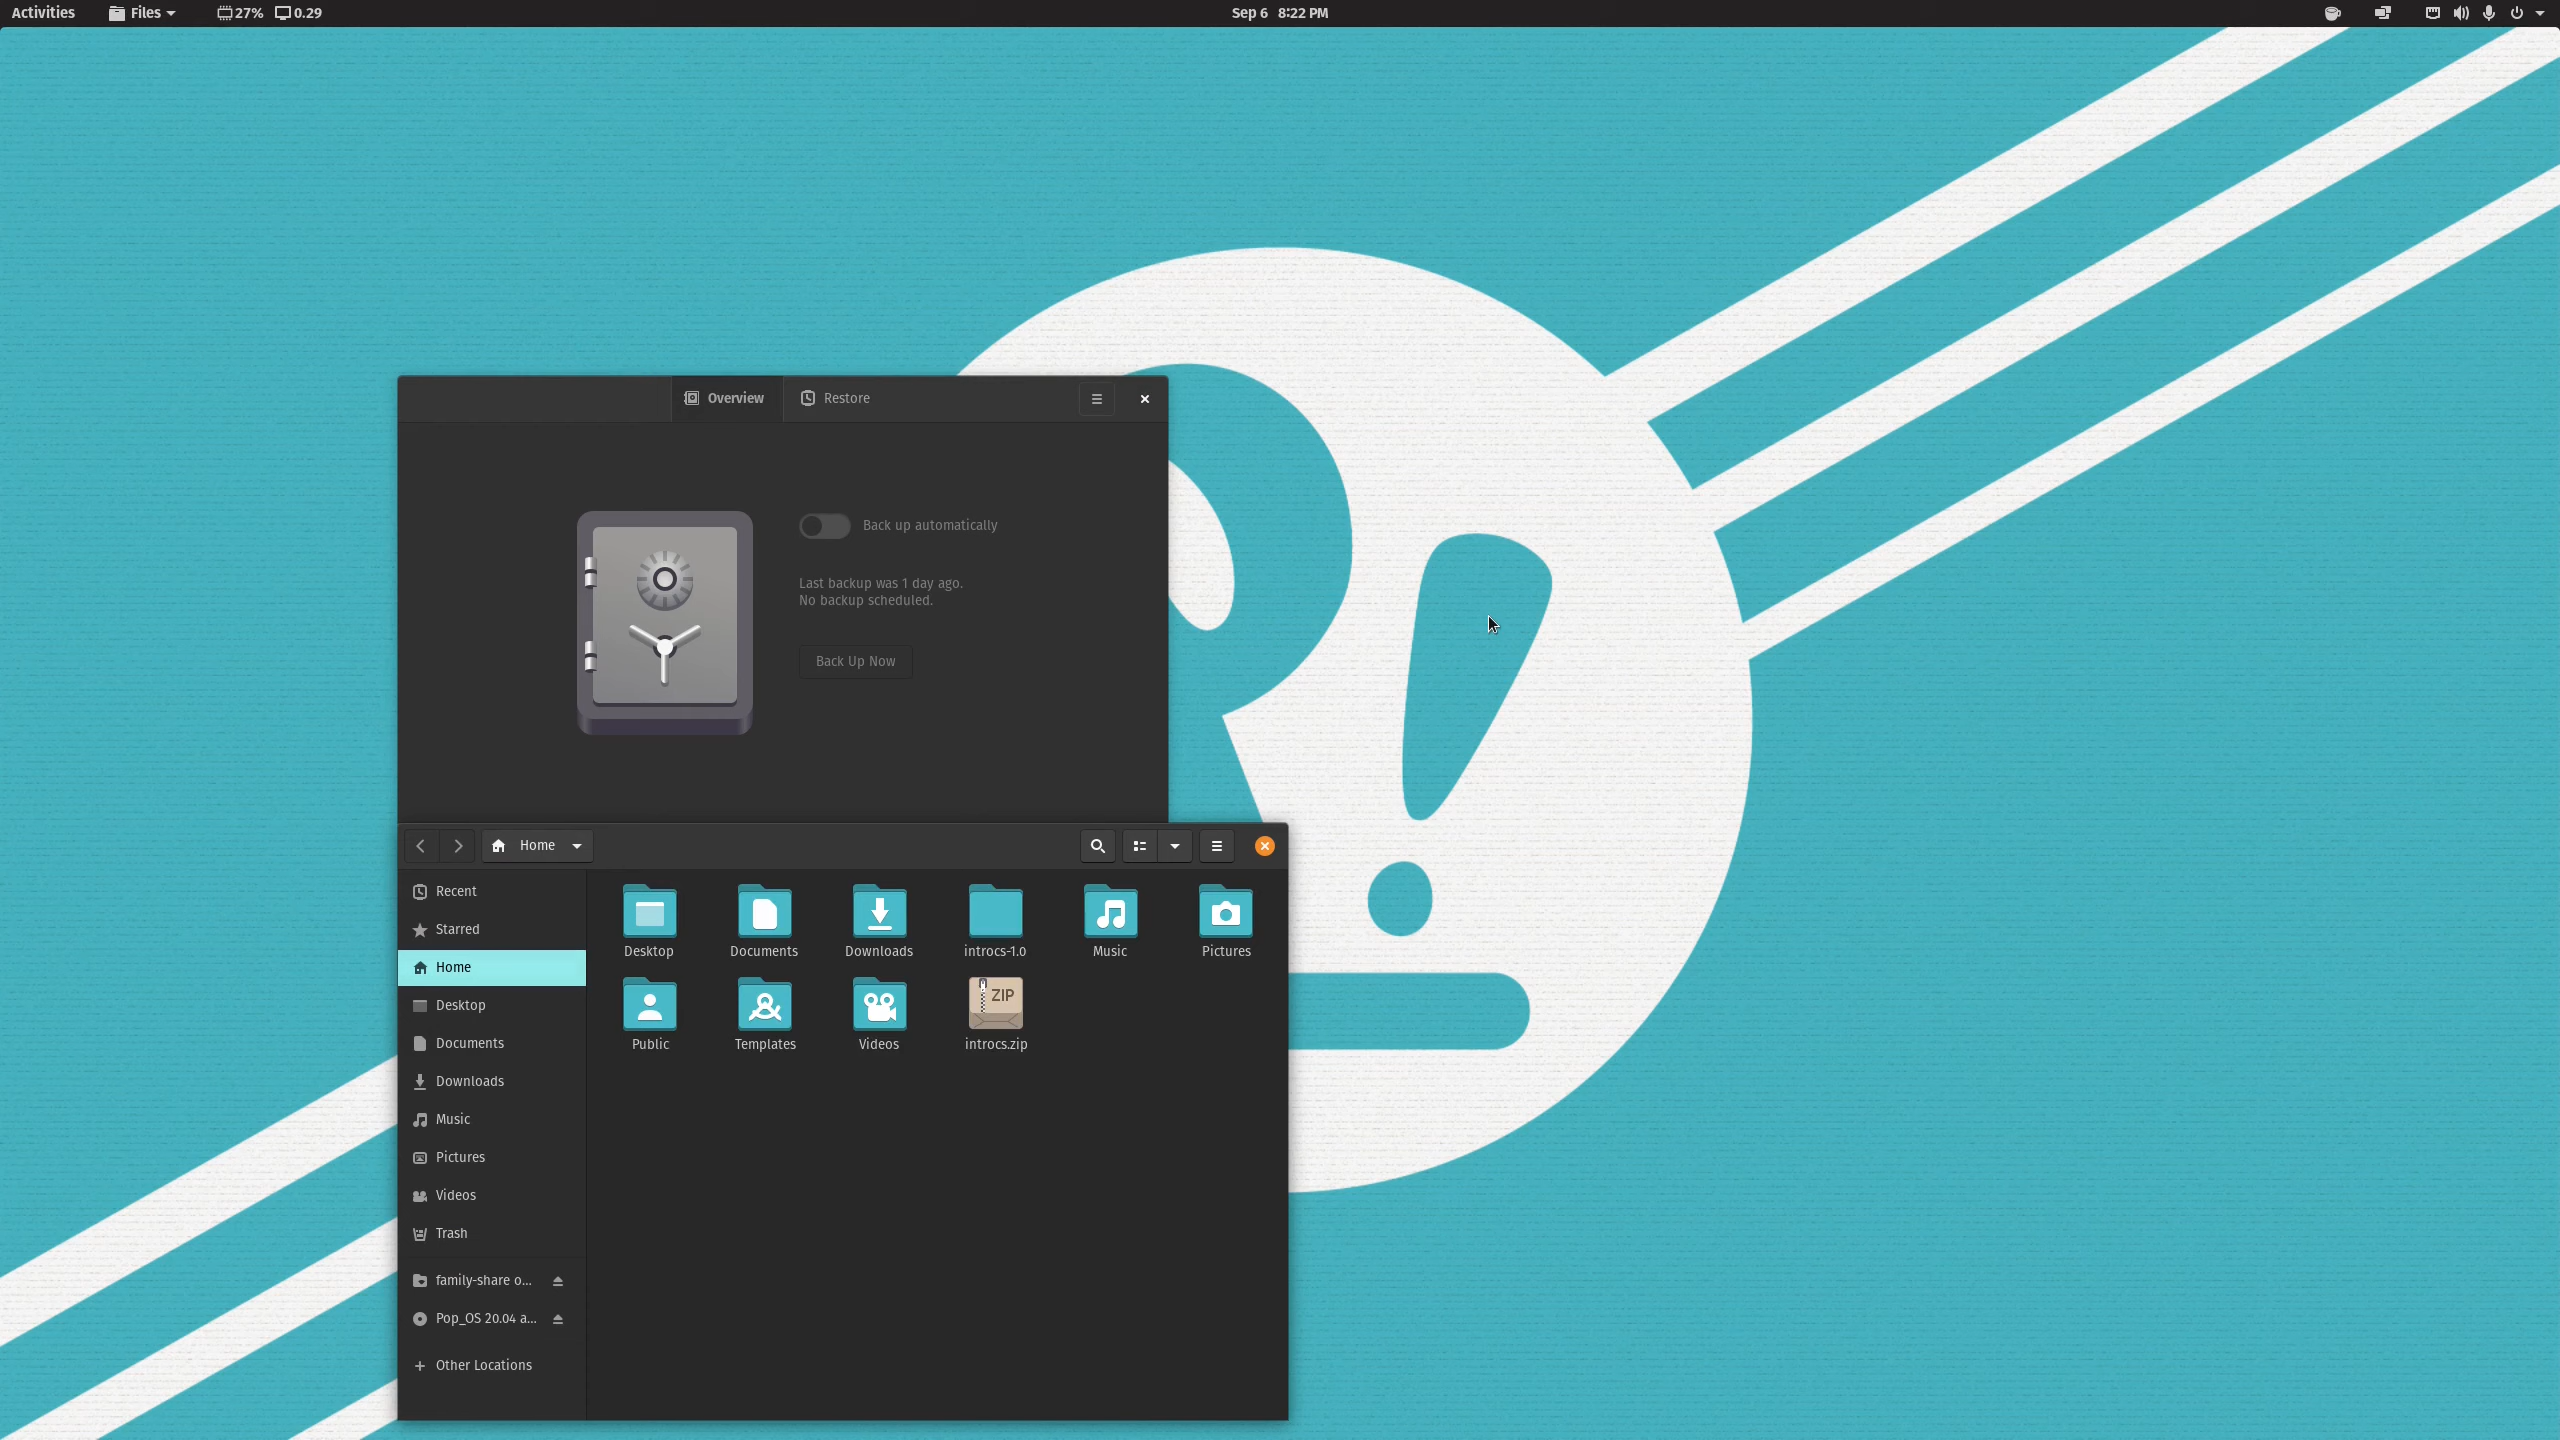 Activities Files 27% 0.29 Sep 6 8:22 PM
Overview Restore
Back up automatically
Last backup was 1 day ago.
No backup scheduled.
Back Up Now
Home
Recent
Starred
Home
Desktop
Documents
Downloads
Music
Pictures
Videos
Trash
family-share o...
Pop_OS 20.04 a...
Other Locations
Desktop Documents Downloads introcs-1.0 Music Pictures
ZIP
Public Templates Videos introcs.zip